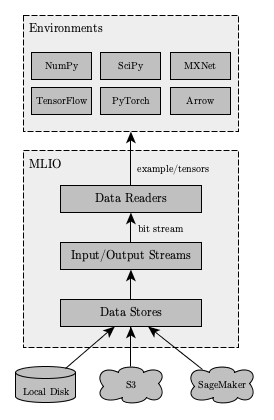 Environments
NumPy
SciPy
MXNet
TensorFlow
PyTorch
Arrow
example/tensors
MLIO
Data Readers
bit stream
Input/Output Streams
Data Stores
Local Disk
S3
SageMaker